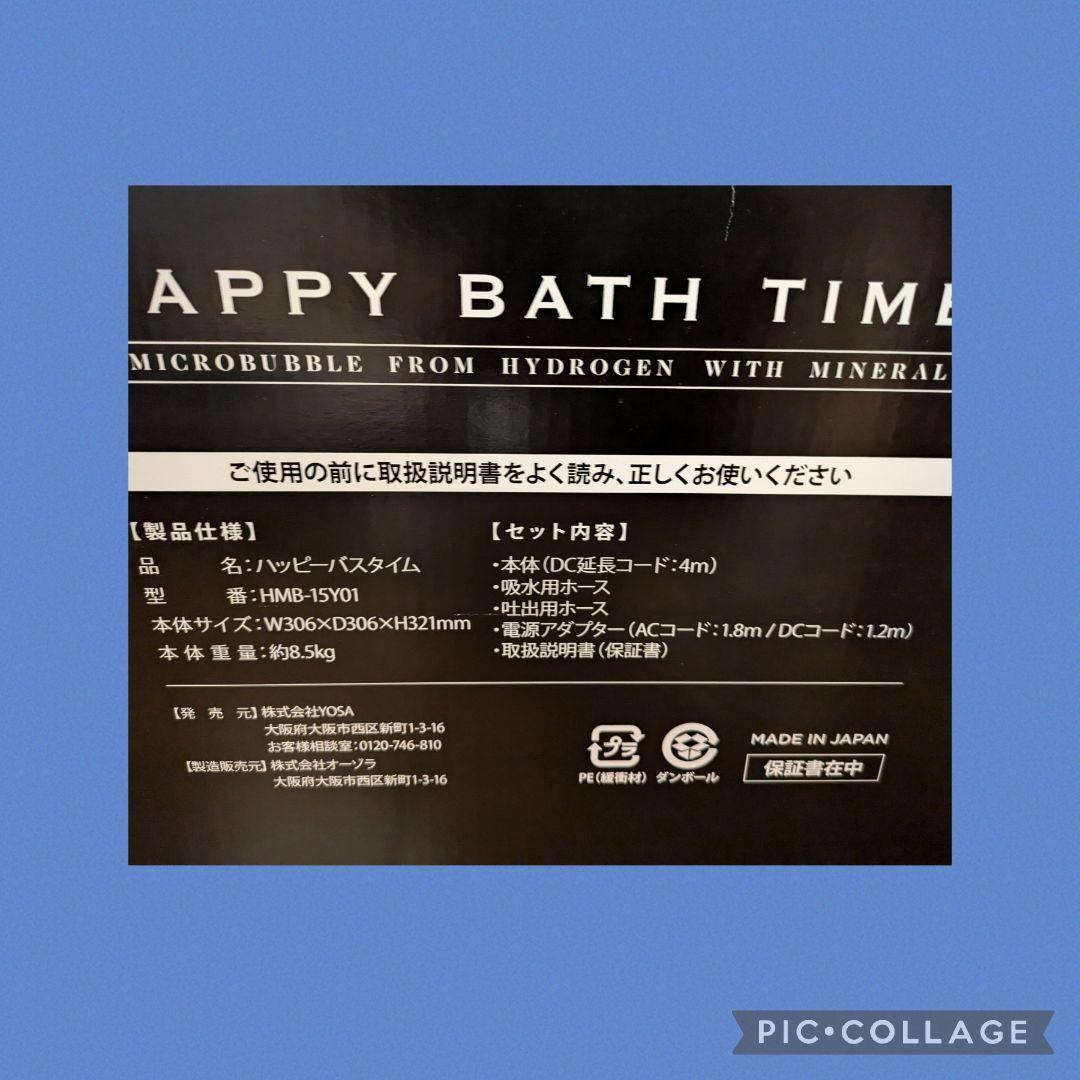 APPY BATH TIME
MICROBUBBLE FROM HYDROGEN WITH MINERAL
ご使用の前に取扱説明書をよく読み、正しくお使いください
【製品仕様】
品 名：ハッピーバスタイム
型 番：HMB-15Y01
本体サイズ：W306×D306×H321mm
本体重量：約8.5kg
【セット内容】
・本体（DC延長コード：4m）
・吸水用ホース
・吐出用ホース
・電源アダプター（ACコード：1.8m / DCコード：1.2m）
・取扱説明書（保証書）
【発 売 元】株式会社YOSA
大阪府大阪市西区新町1-3-16
お客様相談室：0120-746-810
【製造販売元】株式会社オーゾラ
大阪府大阪市西区新町1-3-16
プラ
PE（緩衝材）
ダンボール
MADE IN JAPAN
保証書在中
PIC•COLLAGE